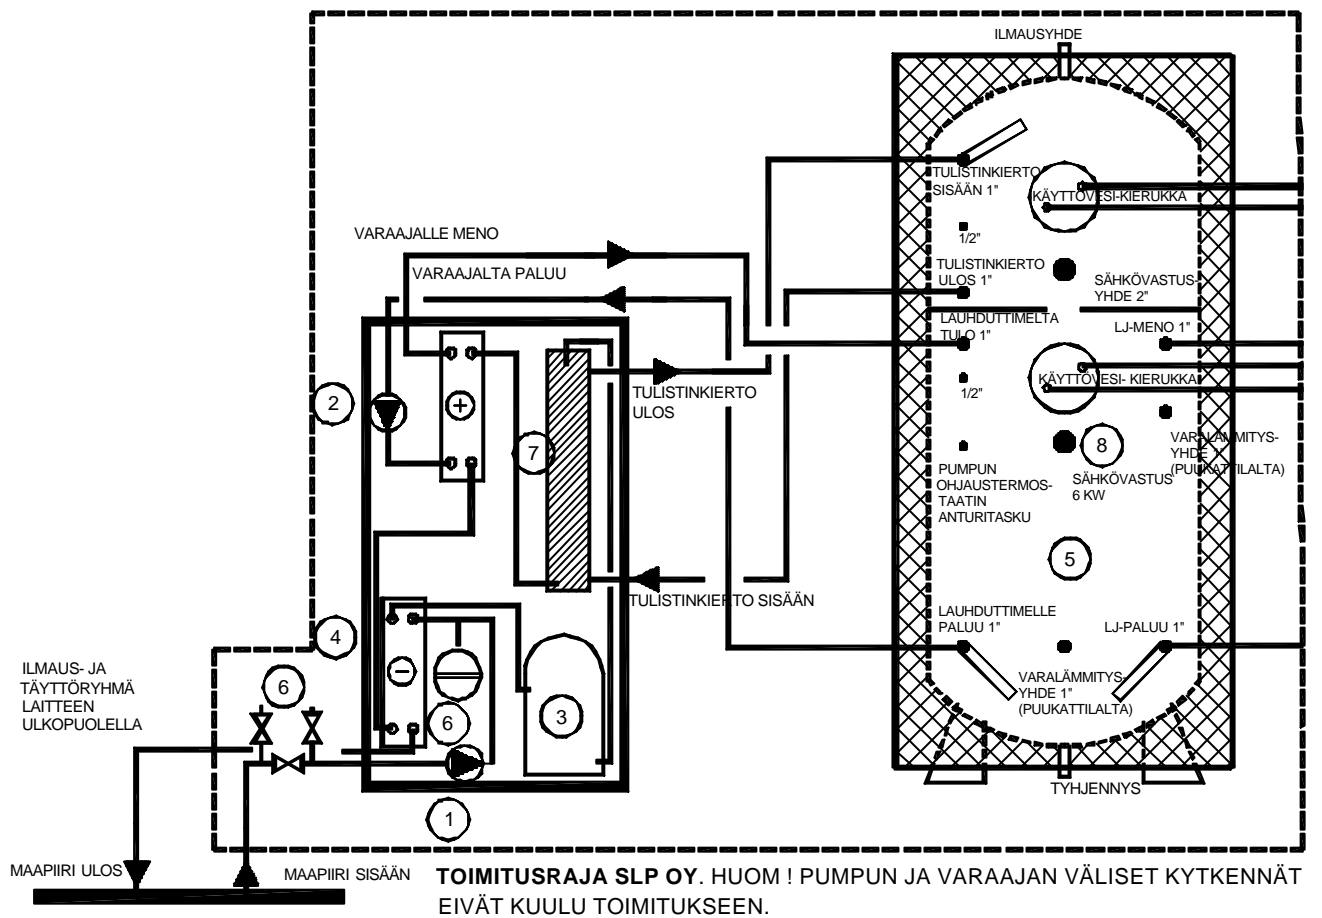 ILMAUSYHDE
TULISTINKIERTO
SISÄÄN 1"
KÄYTTÖVESI-KIERUKKA
1/2"
VARAAJALLE MENO
VARAAJALTA PALUU
TULISTINKIERTO
ULOS 1"
SÄHKÖVASTUS-
YHDE 2"
LAUHDUTTIMELTA
TULO 1"
LJ-MENO 1"
KÄYTTÖVESI- KIERUKKA
1/2"
TULISTINKIERTO
ULOS
2
+
7
8
VARALÄMMITYS-
YHDE 1"
(PUUKATTILALTA)
SÄHKÖVASTUS
6 KW
PUMPUN
OHJAUSTERMOS-
TAATIN
ANTURITASKU
5
TULISTINKIERTO SISÄÄN
LAUHDUTTIMELLE
PALUU 1"
LJ-PALUU 1"
4
ILMAUS- JA
TÄYTTÖRYHMÄ
LAITTEEN
ULKOPUOLELLA
6
−
6
3
VARALÄMMITYS-
YHDE 1"
(PUUKATTILALTA)
TYHJENNYS
1
MAAPIIRI ULOS
MAAPIIRI SISÄÄN
TOIMITUSRAJA SLP OY. HUOM ! PUMPUN JA VARAAJAN VÄLISET KYTKENNÄT
EIVÄT KUULU TOIMITUKSEEN.